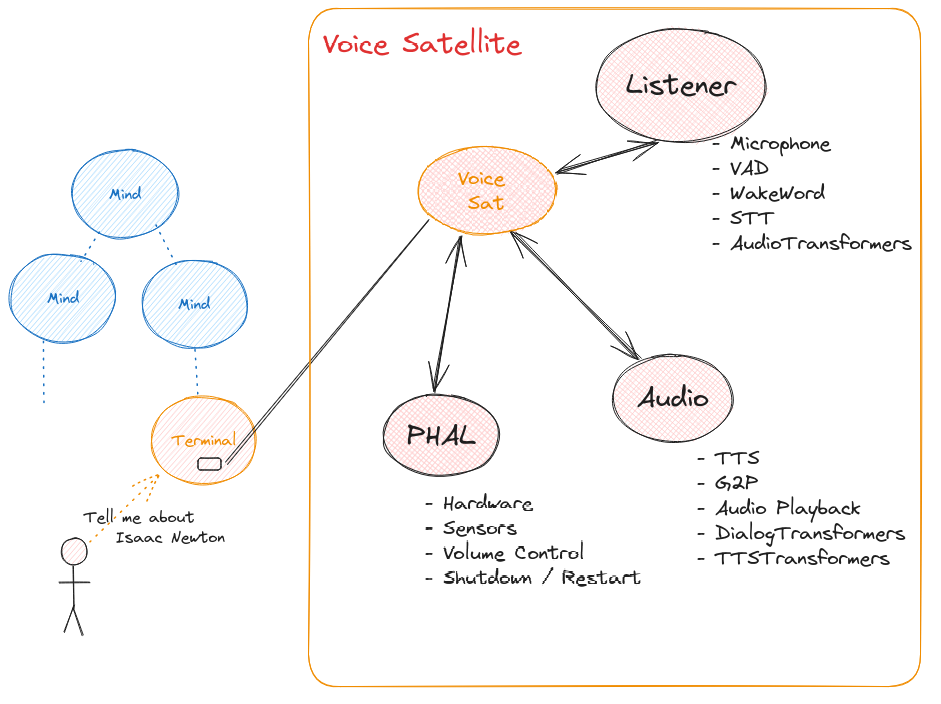 Voice Satellite
Listener
- Microphone
- VAD
- WakeWord
- STT
- AudioTransformers
Voice
Sat
Mind
Mind
Mind
Terminal
Tell me about
Isaac Newton
PHAL
- Hardware
- Sensors
- Volume Control
- Shutdown / Restart
Audio
- TTS
- G2P
- Audio Playback
- DialogTransformers
- TTSTransformers